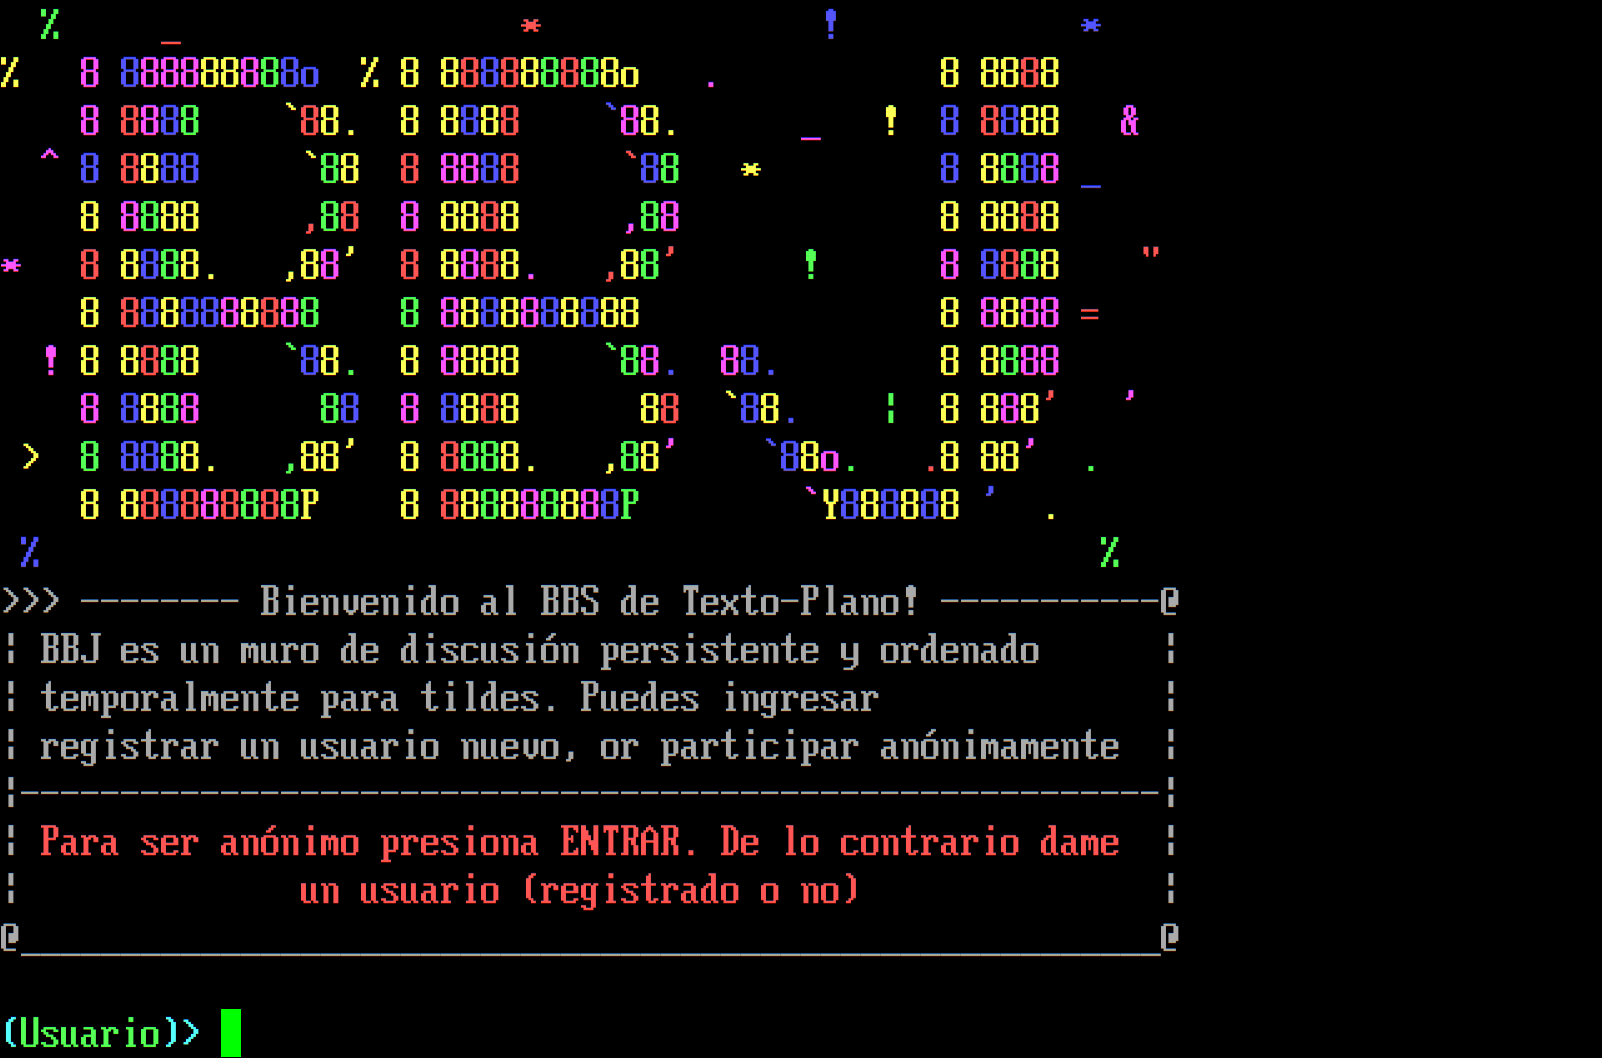 %     _                 *              !            *
%   8 8888888888o  % 8 8888888888o   .           8 8888
    8 8888    `88.  8 8888    `88.      _   !  8 8888   &
  ^ 8 8888     `88  8 8888     `88   *         8 8888 _
    8 8888     ,88  8 8888     ,88             8 8888
*   8 8888.   ,88'  8 8888.   ,88'      !      8 8888    "
    8 8888888888    8 8888888888               8 8888 =
  ! 8 8888    `88.  8 8888    `88.  88.        8 8888
    8 8888      88  8 8888      88  `88.    ¦  8 888'   '
 >  8 8888.   ,88'  8 8888.   ,88'    `88o.   .8 88'  .
    8 888888888P    8 888888888P        `Y888888 '  .
 %                                                     %
>>> -------- Bienvenido al BBS de Texto-Plano! -----------@
¦ BBJ es un muro de discusión persistente y ordenado      ¦
¦ temporalmente para tildes. Puedes ingresar              ¦
¦ registrar un usuario nuevo, or participar anónimamente  ¦
¦---------------------------------------------------------¦
¦ Para ser anónimo presiona ENTRAR. De lo contrario dame  ¦
¦              un usuario (registrado o no)               ¦
@_________________________________________________________@
(Usuario)>